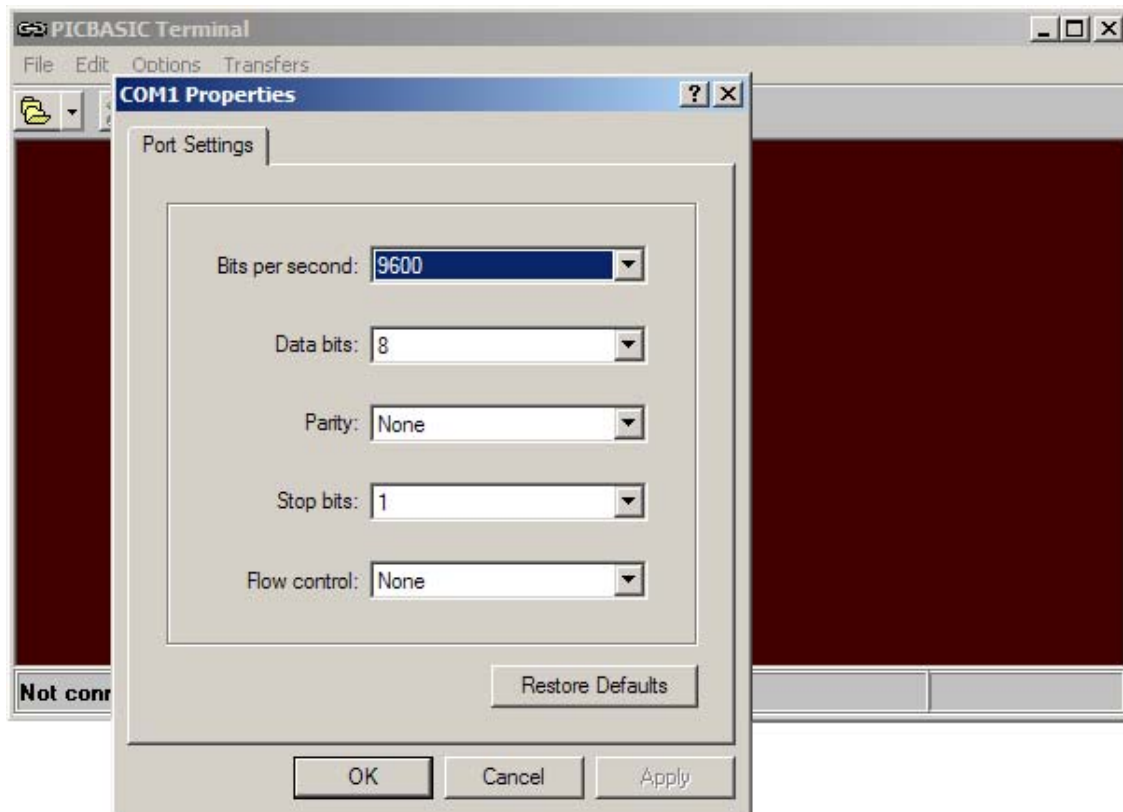 PICBASIC Terminal
File Edit Options Transfers
COM1 Properties
Port Settings
Bits per second: 9600
Data bits: 8
Parity: None
Stop bits: 1
Flow control: None
Restore Defaults
Not conn
OK Cancel Apply